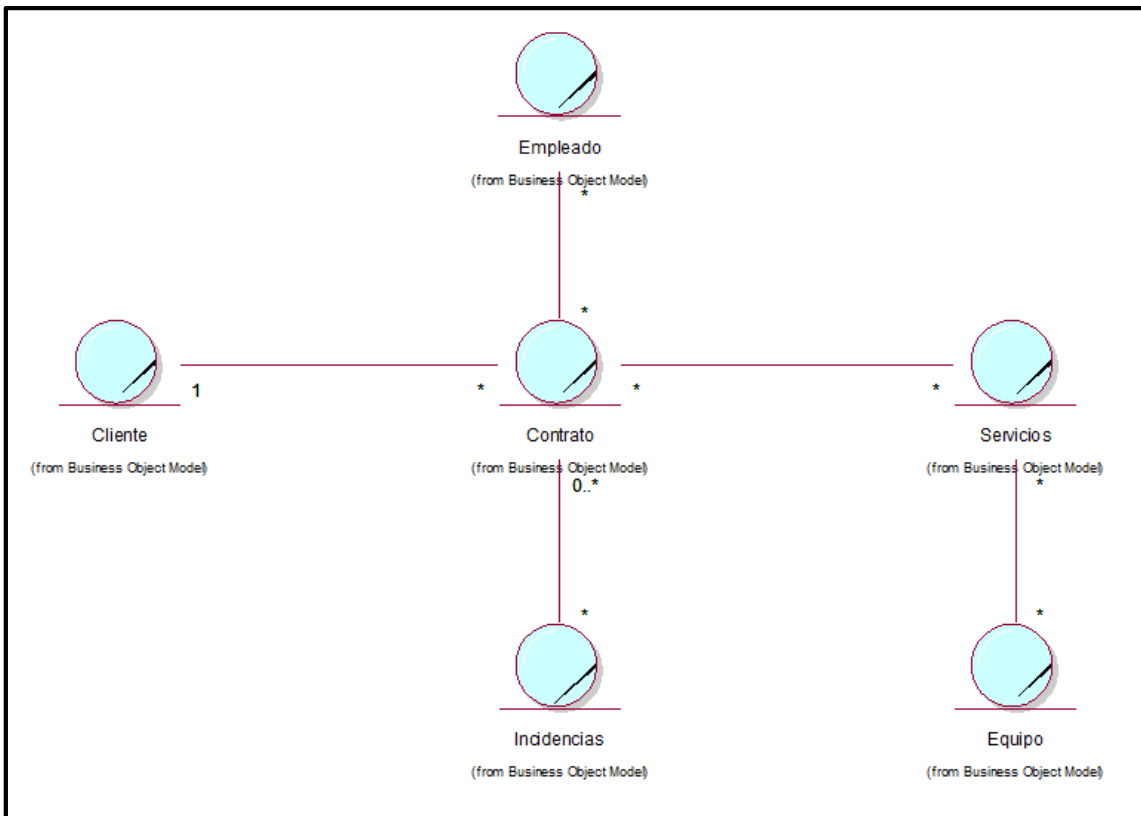 Empleado
(from Business Object Model)
*
*
1
*
*
*
Cliente
(from Business Object Model)
Contrato
(from Business Object Model)
Servicios
(from Business Object Model)
0..*
*
*
*
Incidencias
(from Business Object Model)
Equipo
(from Business Object Model)